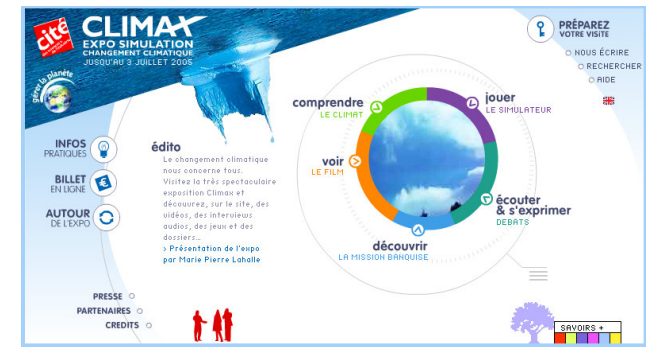 cité
CLIMAX
EXPO SIMULATION
CHANGEMENT CLIMATIQUE
JUSQU'AU 3 JUILLET 2005
gérer la planète
PRÉPAREZ
VOTRE VISITE
NOUS ÉCRIRE
RECHERCHER
AIDE
INFOS
PRATIQUES
BILLET
EN LIGNE
AUTOUR
DE L'EXPO
édito
Le changement climatique
nous concerne tous.
Visitez la très spectaculaire
exposition Climax et
découvrez, sur le site, des
vidéos, des interviews
audios, des jeux et des
dossiers...
> Présentation de l'expo
par Marie Pierre Lahalle
comprendre
LE CLIMAT
jouer
LE SIMULATEUR
voir
LE FILM
écouter
& s'exprimer
DEBATS
découvrir
LA MISSION BANQUISE
PRESSE
PARTENAIRES
CREDITS
SAVOIRS +